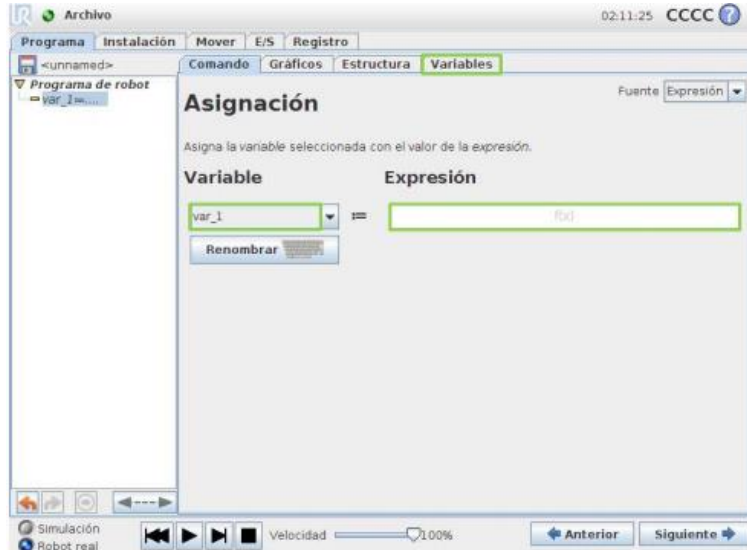 UR Archivo 02:11:25 CCCC ?
Programa Instalación Mover E/S Registro
<unnamed> Comando Gráficos Estructura Variables
Programa de robot
var_1≔....
Asignación
Fuente Expresión
Asigna la variable seleccionada con el valor de la expresión.
Variable Expresión
var_1 ≔ f(x)
Renombrar
Simulación
Robot real
Velocidad 100% Anterior Siguiente